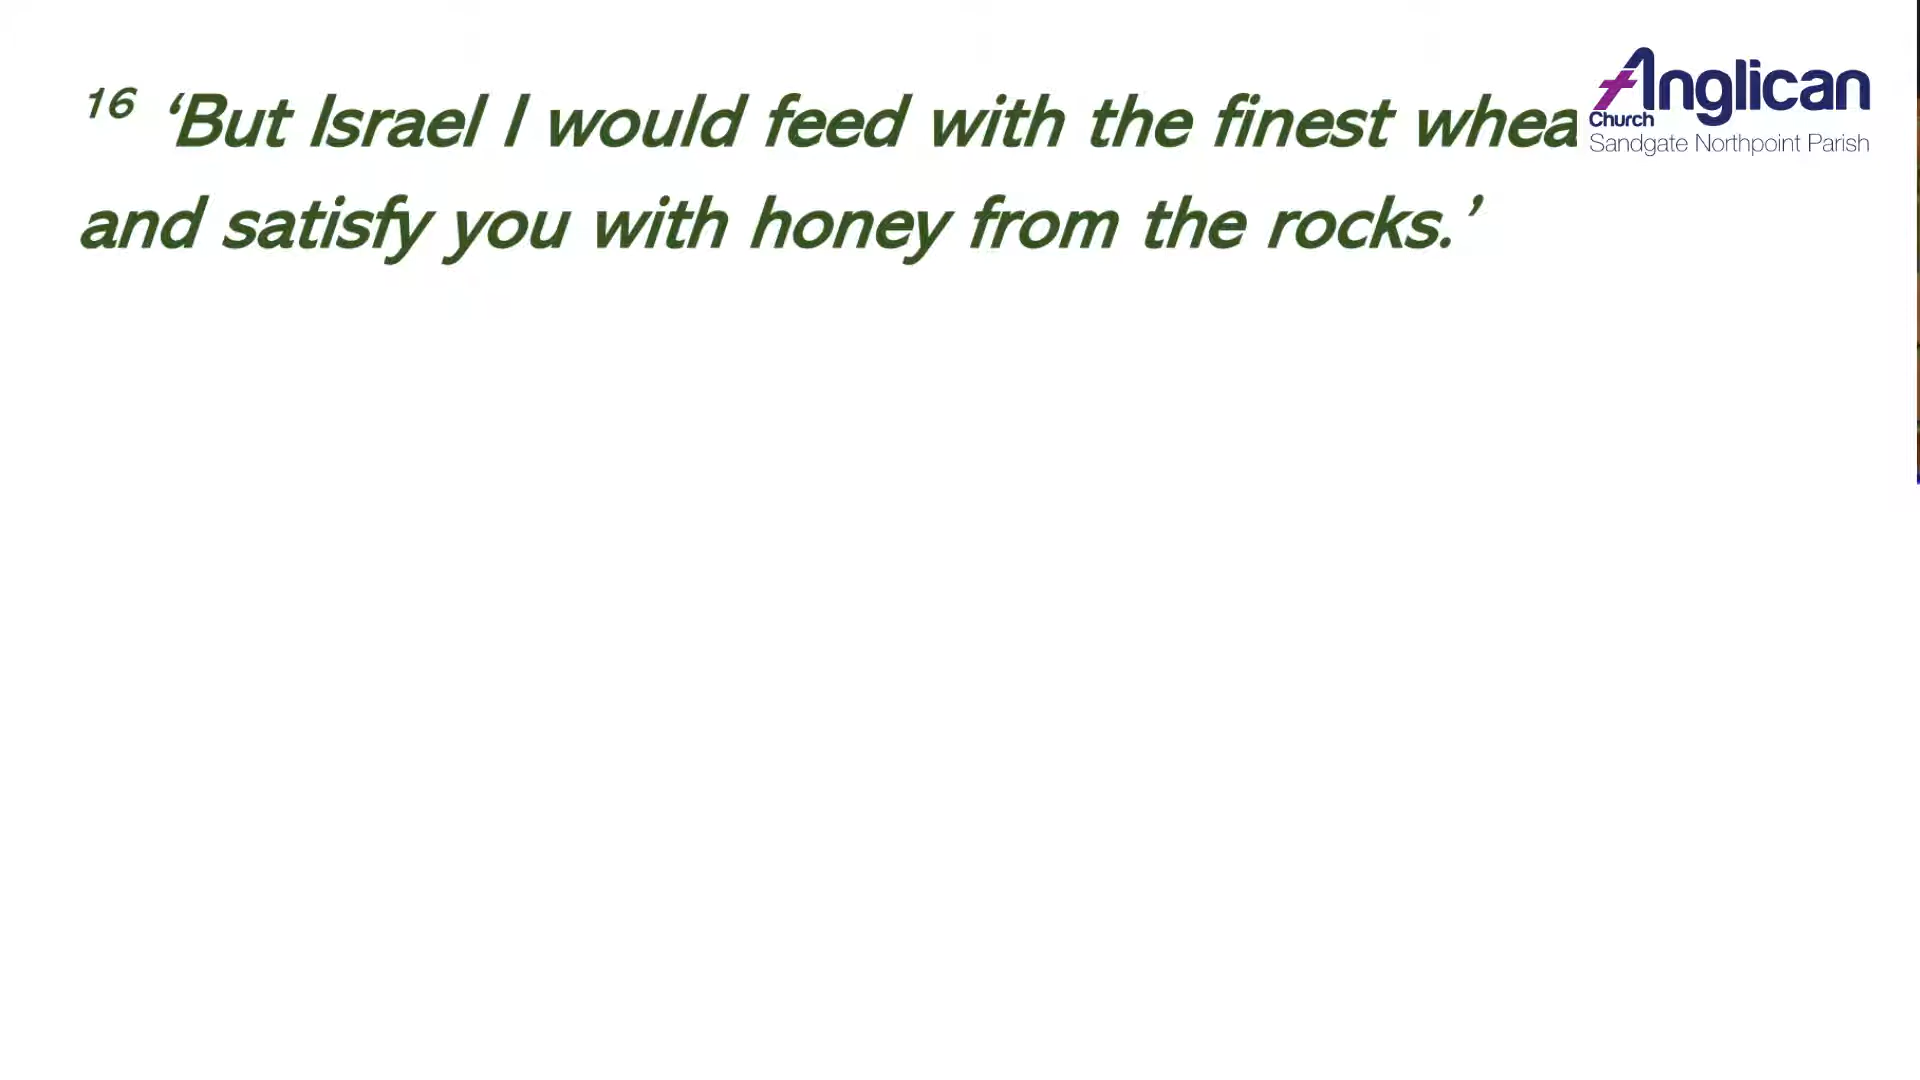 16 ‘But Israel I would feed with the finest whea
and satisfy you with honey from the rocks.’
Anglican
Church
Sandgate Northpoint Parish